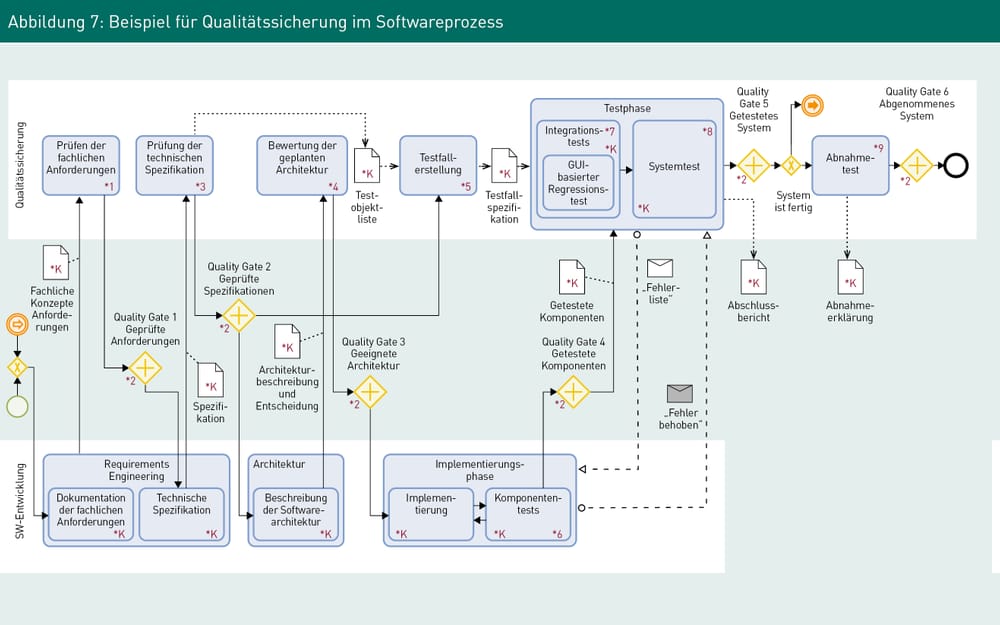 Abbildung 7: Beispiel für Qualitätssicherung im Softwareprozess
Qualitätssicherung
Prüfen der
fachlichen
Anforderungen
*1
Prüfung der
technischen
Spezifikation
*3
Bewertung der
geplanten
Architektur
*4
*K
Test-
objekt-
liste
Testfall-
erstellung
*5
*K
Testfall-
spezifi-
kation
Testphase
Integrations-
tests
*7
*K
GUI-
basierter
Regressions-
test
*8
Systemtest
*K
Quality
Gate 5
Getestetes
System
*2
System
ist fertig
*9
Abnahme-
test
Quality Gate 6
Abgenommenes
System
*2
*K
Fachliche
Konzepte
Anforde-
rungen
Quality Gate 1
Geprüfte
Anforderungen
*2
Quality Gate 2
Geprüfte
Spezifikationen
*2
*K
Spezifi-
kation
*K
Architektur-
beschreibung
und
Entscheidung
Quality Gate 3
Geeignete
Architektur
*2
*K
Getestete
Komponenten
Quality Gate 4
Getestete
Komponenten
*2
„Fehler-
liste“
„Fehler
behoben“
*K
Abschluss-
bericht
*K
Abnahme-
erklärung
SW-Entwicklung
Requirements
Engineering
Dokumentation
der fachlichen
Anforderungen
*K
Technische
Spezifikation
*K
Architektur
Beschreibung
der Software-
architektur
*K
Implementierungs-
phase
Implemen-
tierung
*K
Komponenten-
tests
*K
*6